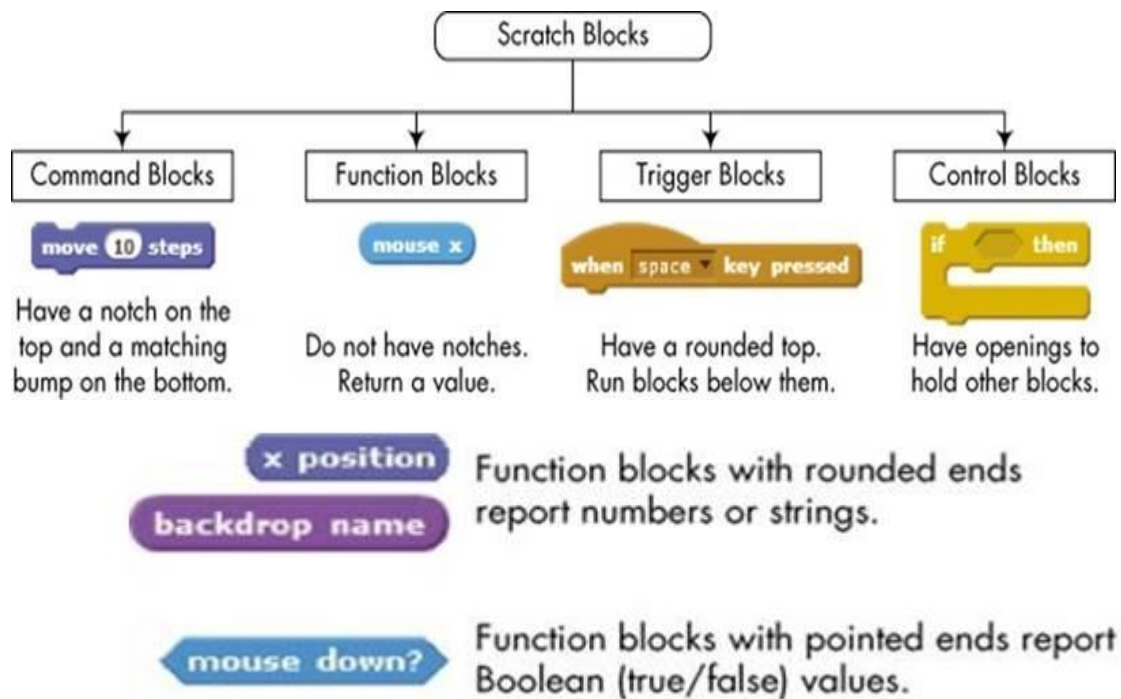 Scratch Blocks
Command Blocks
Function Blocks
Trigger Blocks
Control Blocks
move 10 steps
mouse x
when space key pressed
if then
Have a notch on the
top and a matching
bump on the bottom.
Do not have notches.
Return a value.
Have a rounded top.
Run blocks below them.
Have openings to
hold other blocks.
x position
backdrop name
Function blocks with rounded ends
report numbers or strings.
mouse down?
Function blocks with pointed ends report
Boolean (true/false) values.